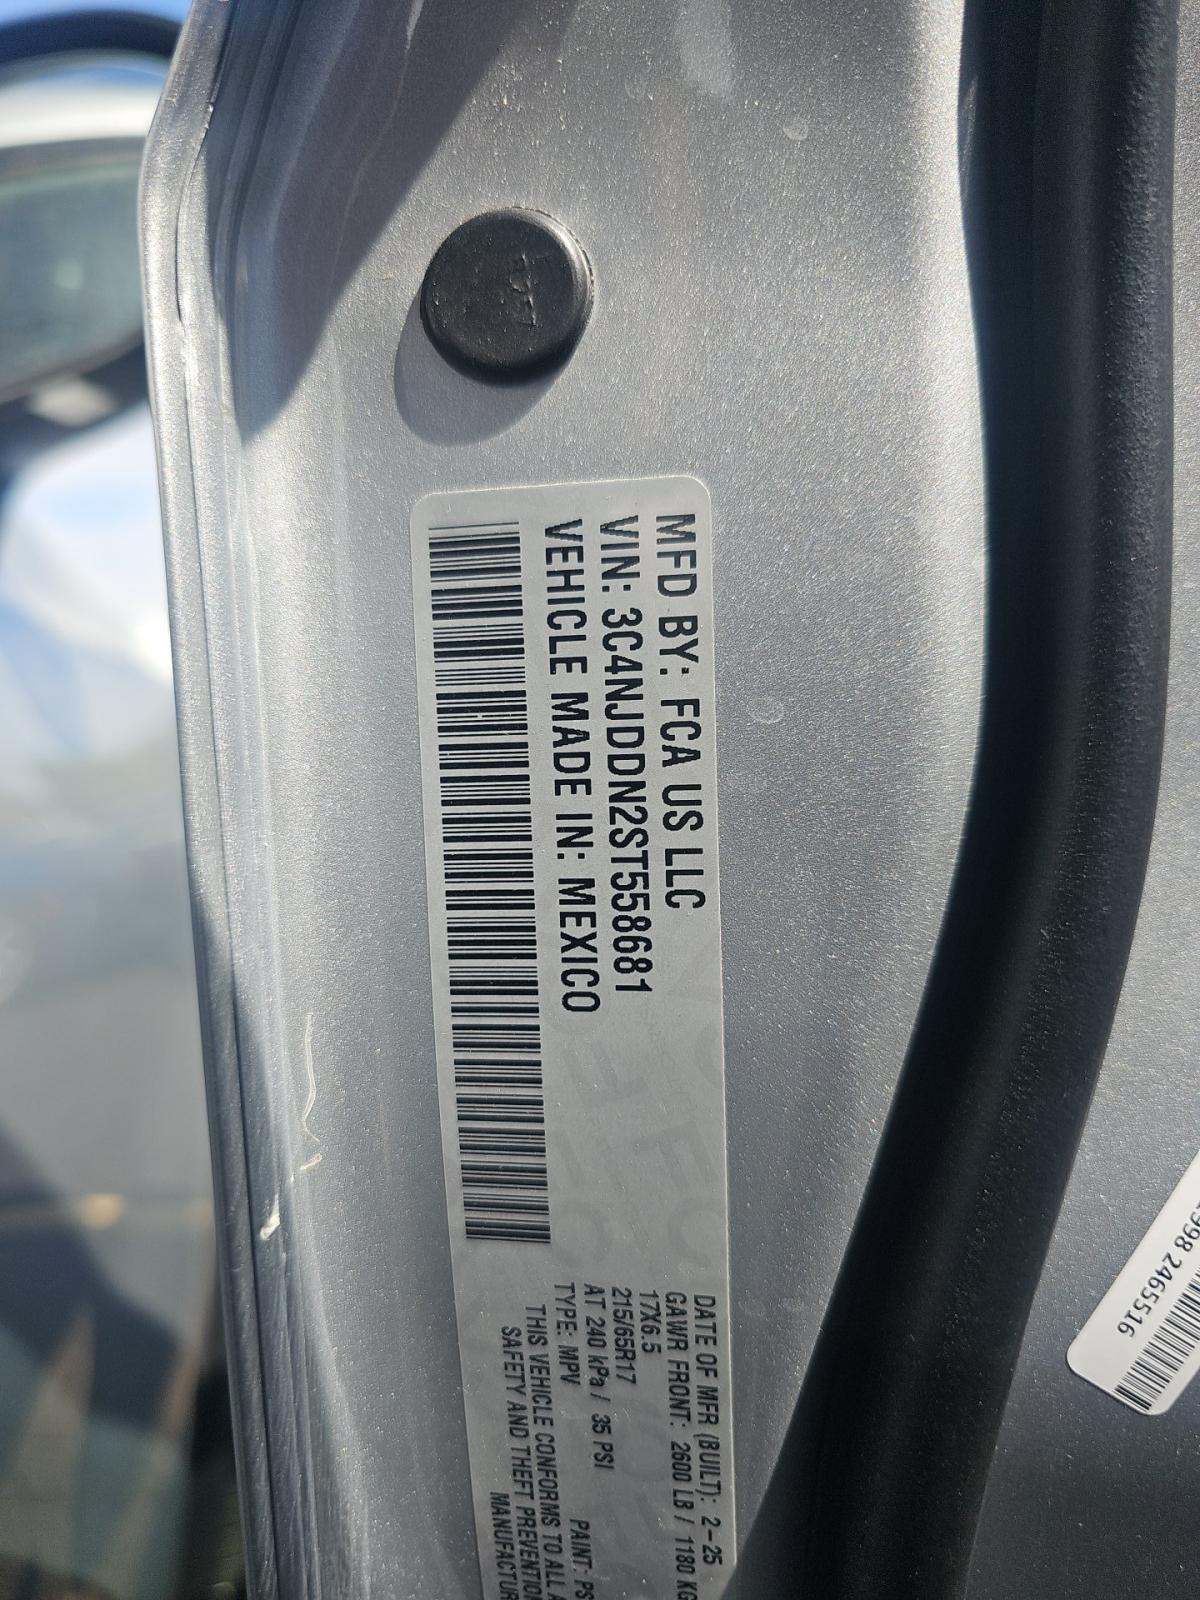 MFD BY: FCA US LLC
VIN: 3C4NJDDN2ST558681
VEHICLE MADE IN: MEXICO
DATE OF MFR (BUILT): 2-25
GAWR FRONT: 2600 LB / 1180 KG
17X6.5
215/65R17
AT 240 kPa / 35 PSI
TYPE: MPV PAINT: PS
THIS VEHICLE CONFORMS TO ALL A
SAFETY AND THEFT PREVENTION
MANUFACTUR
998 2465516